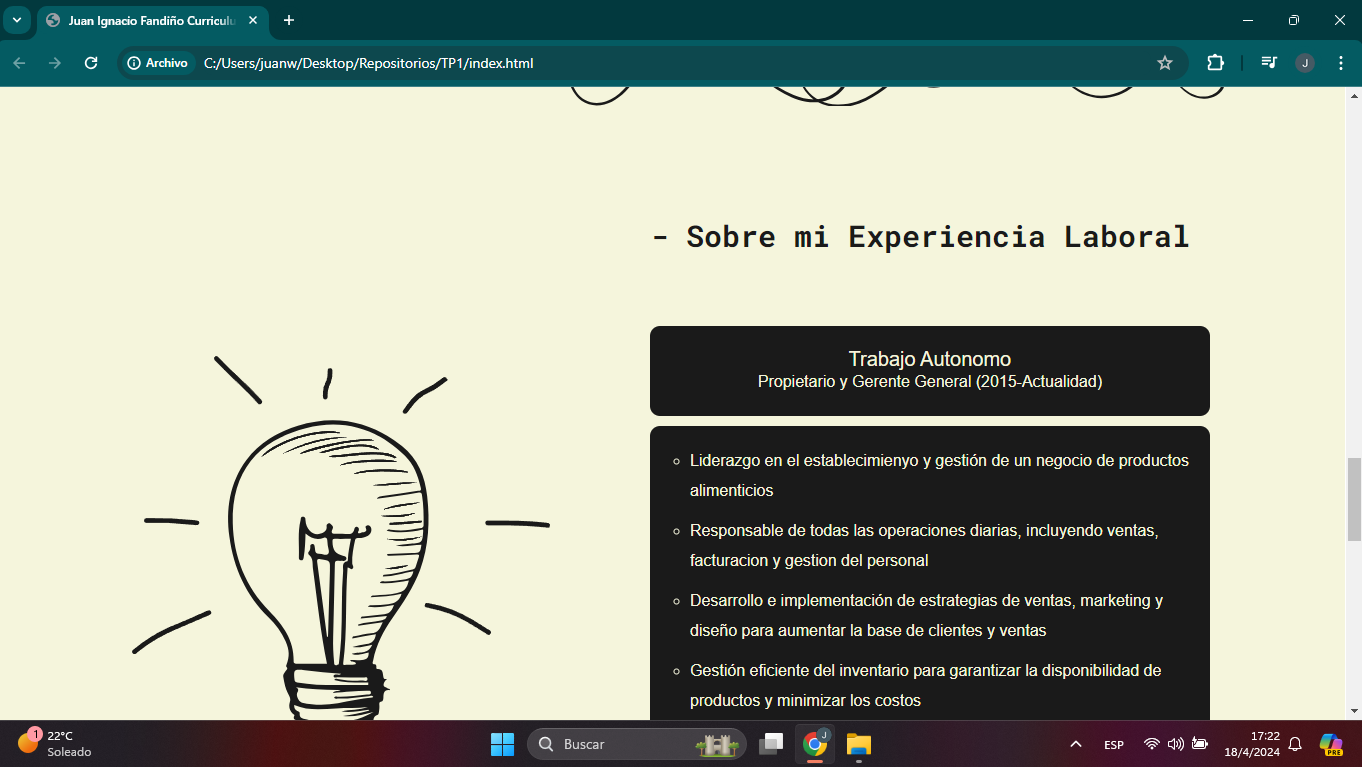 Juan Ignacio Fandiño Curriculu
Archivo
C:/Users/juanw/Desktop/Repositorios/TP1/index.html
J
- Sobre mi Experiencia Laboral
Trabajo Autonomo
Propietario y Gerente General (2015-Actualidad)
Liderazgo en el establecimienyo y gestión de un negocio de productos
alimenticios
Responsable de todas las operaciones diarias, incluyendo ventas,
facturacion y gestion del personal
Desarrollo e implementación de estrategias de ventas, marketing y
diseño para aumentar la base de clientes y ventas
Gestión eficiente del inventario para garantizar la disponibilidad de
productos y minimizar los costos
1
22°C
Soleado
Buscar
J
ESP
17:22
18/4/2024
PRE